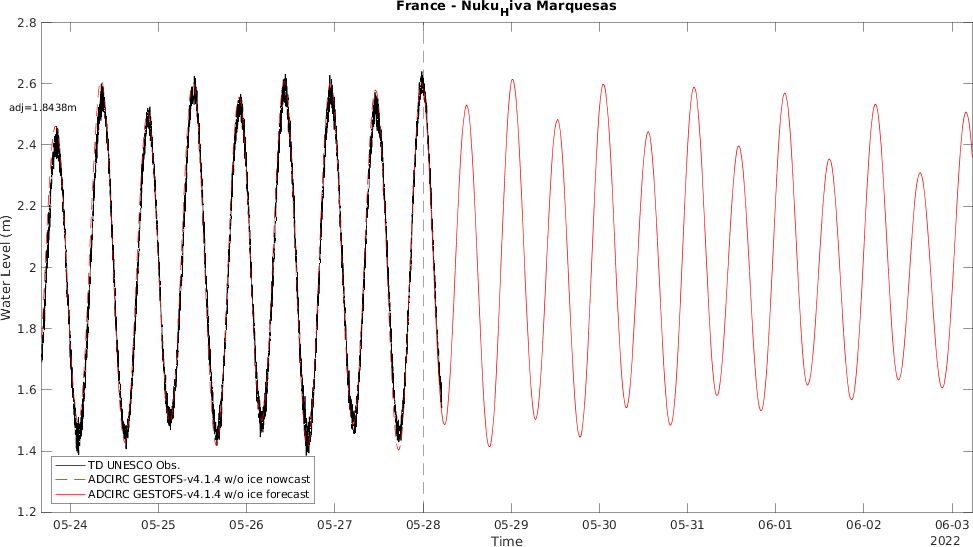 France - Nuku_Hiva Marquesas
2.8
2.6
adj=1.8438m
2.4
2.2
2
1.8
1.6
1.4
1.2
Water Level (m)
TD UNESCO Obs.
ADCIRC GESTOFS-v4.1.4 w/o ice nowcast
ADCIRC GESTOFS-v4.1.4 w/o ice forecast
05-24 05-25 05-26 05-27 05-28 05-29 05-30 05-31 06-01 06-02 06-03
Time
2022